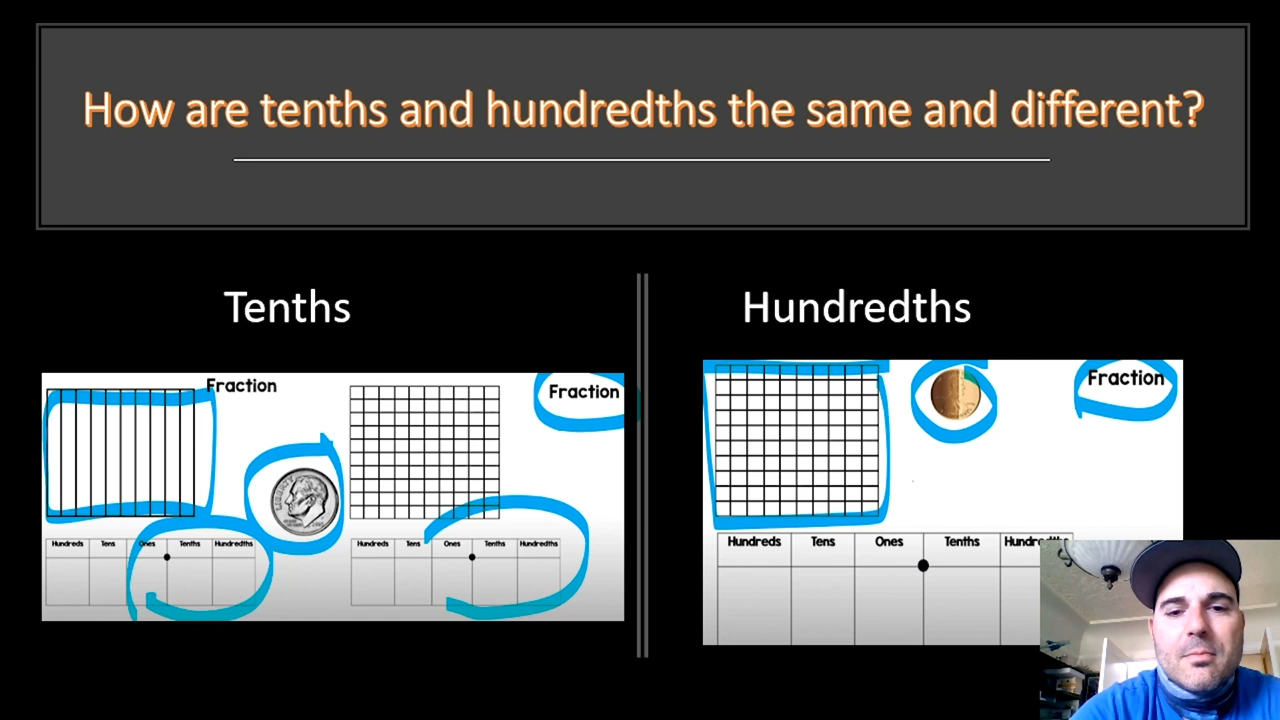 How are tenths and hundredths the same and different?
Tenths
Hundredths
Fraction
Fraction
Hundreds Tens Ones Tenths Hundredths
Hundreds Tens Ones Tenths Hundredths
Fraction
Hundreds Tens Ones Tenths